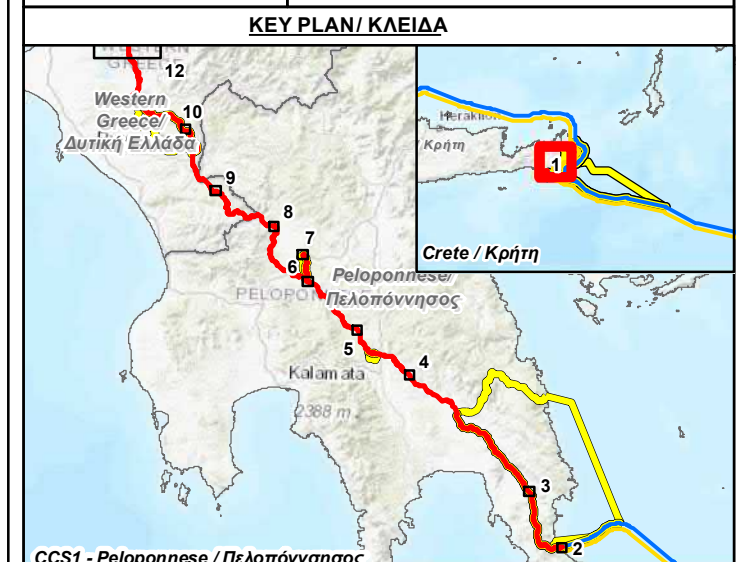 KEY PLAN/ ΚΛΕΙΔΑ
12
Western
Greece/
Δυτική Ελλάδα
10
9
8
7
6
Peloponnese/
Πελοπόννησος
5
4
Kalamata
2388 m
3
2
CCS1 - Peloponnese / Πελοπόννησος
Heraklion
Κρήτη
1
Crete / Κρήτη